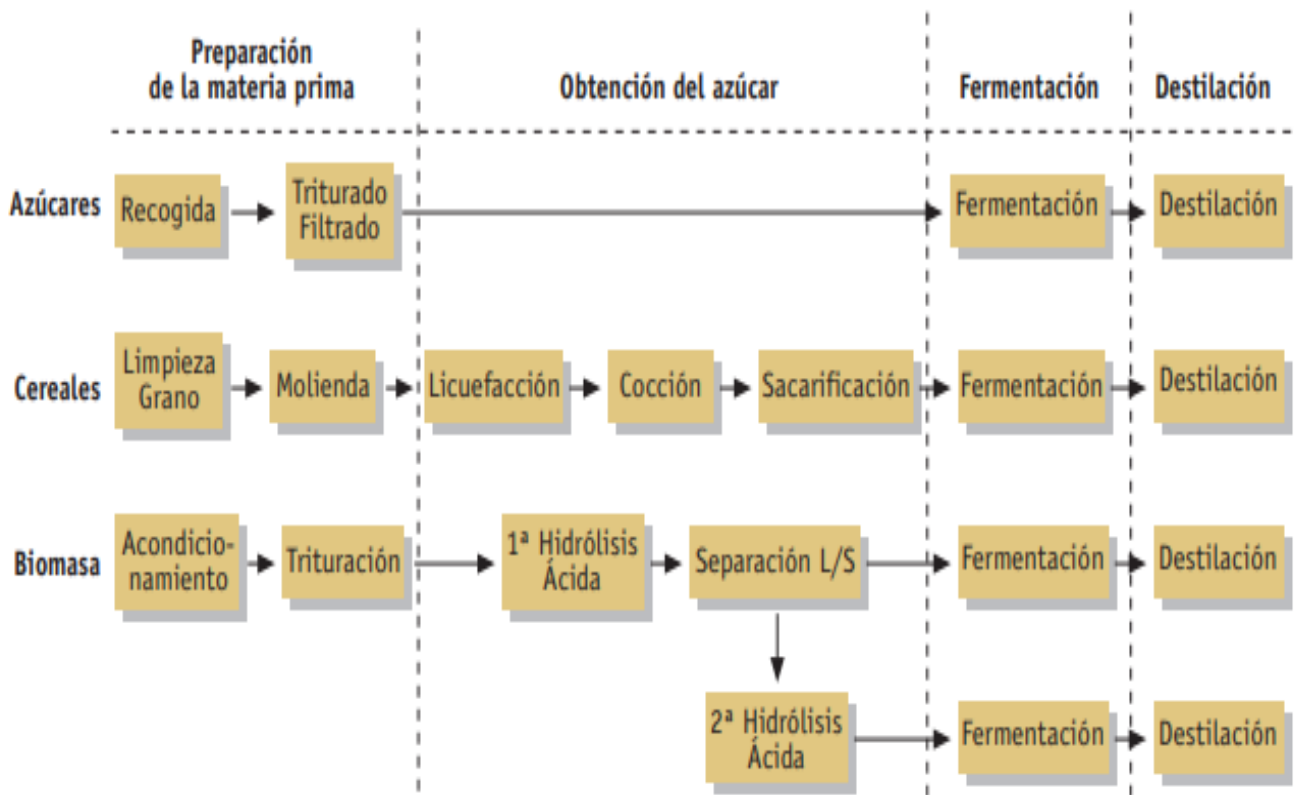 Preparación
de la materia prima
Obtención del azúcar
Fermentación
Destilación
Azúcares
Recogida
Triturado
Filtrado
Fermentación
Destilación
Cereales
Limpieza
Grano
Molienda
Licuefacción
Cocción
Sacarificación
Fermentación
Destilación
Biomasa
Acondicio-
namiento
Trituración
1ª Hidrólisis
Ácida
Separación L/S
Fermentación
Destilación
2ª Hidrólisis
Ácida
Fermentación
Destilación